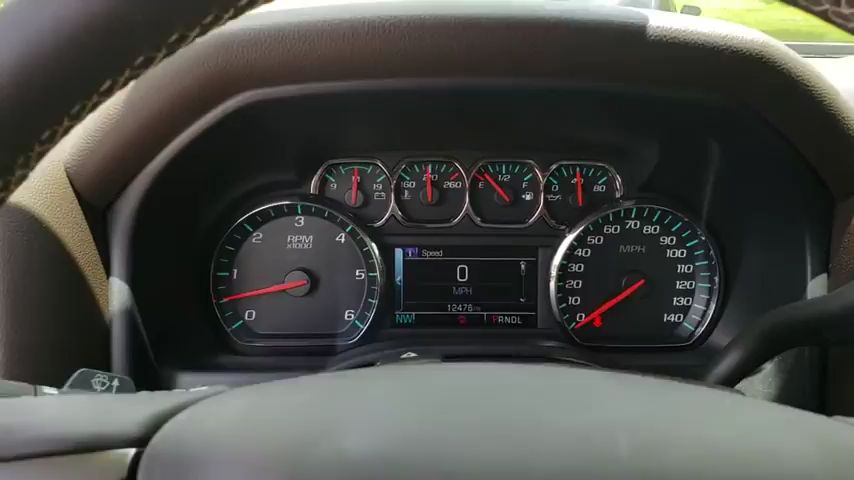 9 19
160 210 260
E 1/2 F
0 40 80
RPM
x1000
0 1 2 3 4 5 6
Speed
0
MPH
12476
NW PRNDL
MPH
0 10 20 30 40 50 60 70 80 90 100 110 120 130 140